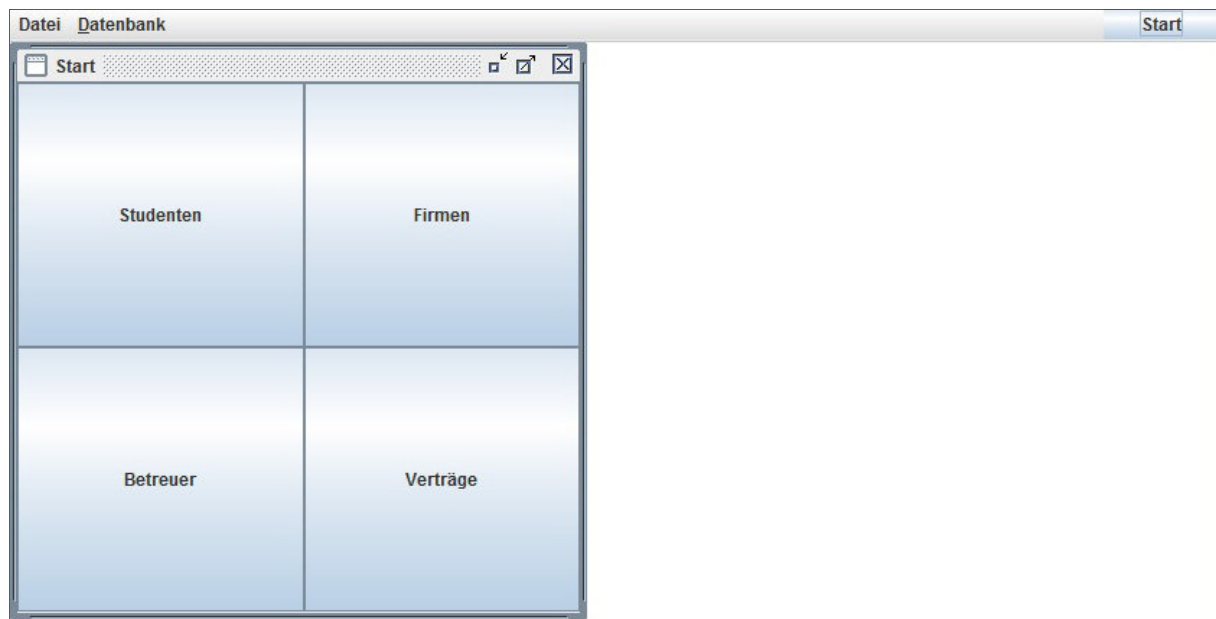 Datei Datenbank Start
Start
Studenten Firmen
Betreuer Verträge